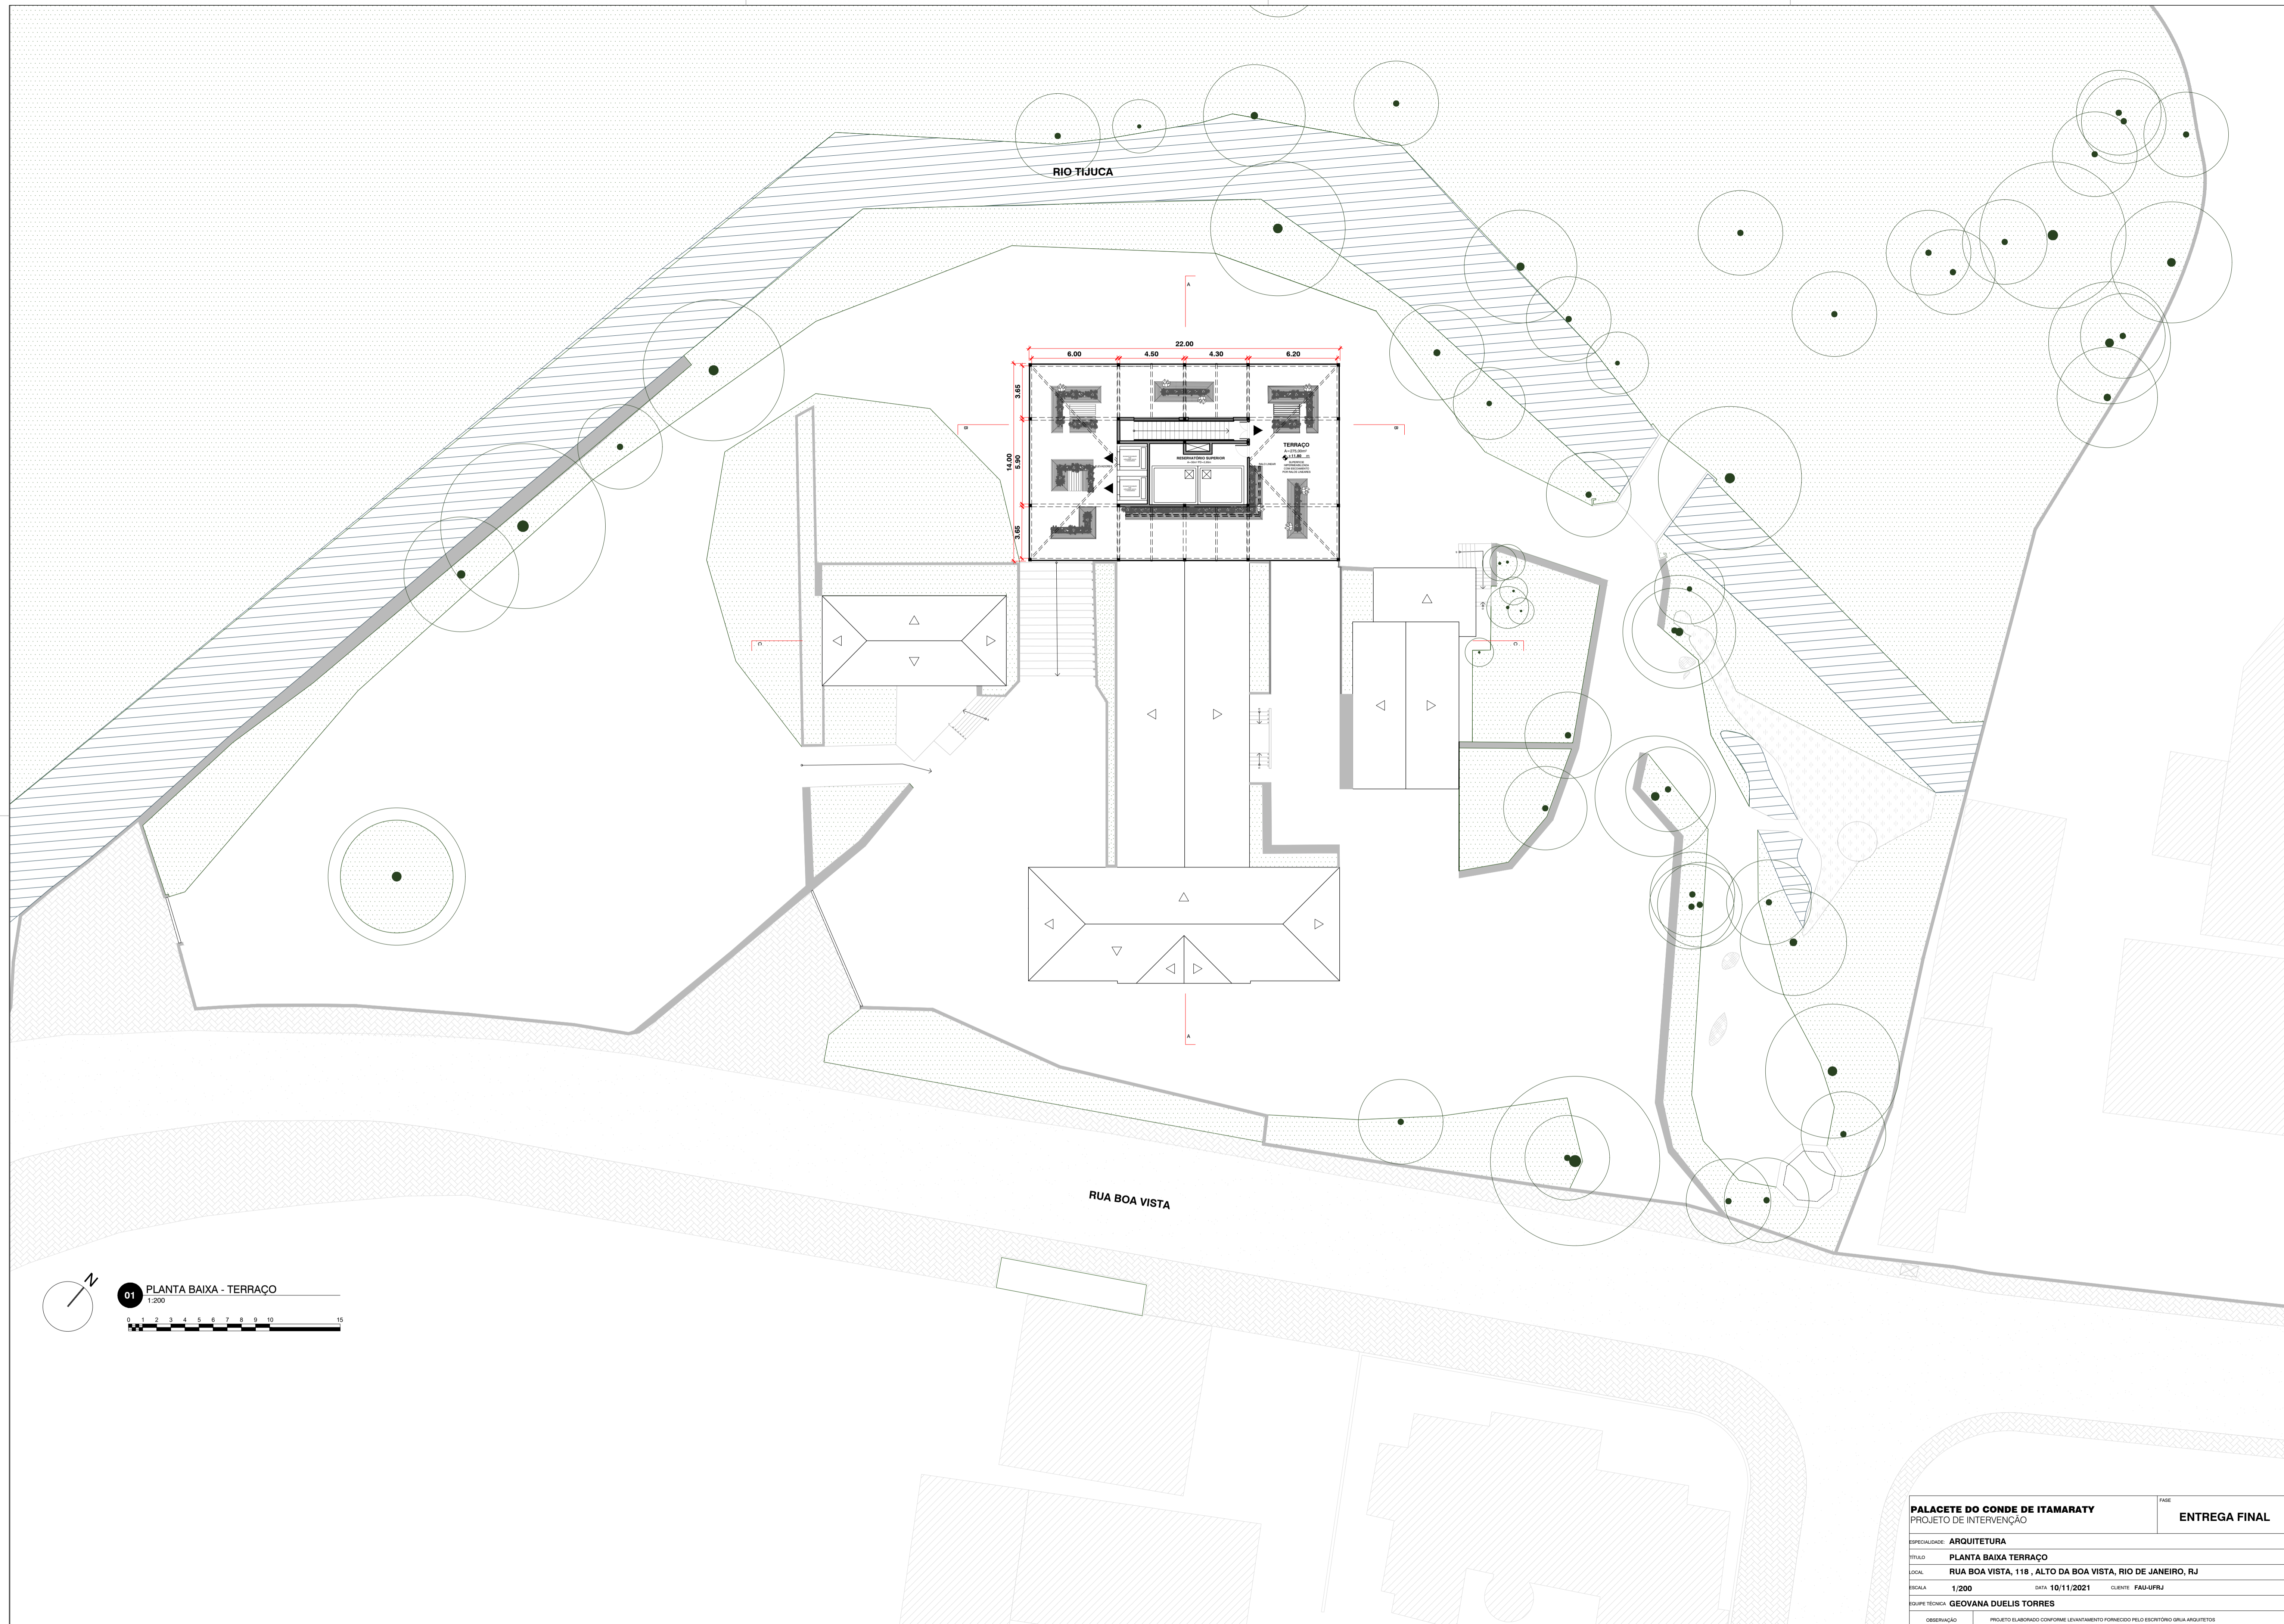 RIO TIJUCA
A
22.00
6.00
4.50
4.30
6.20
3.65
B
B
14.00
5.90
TERRAÇO
A=275,00m²
+11.80 m
RESERVATÓRIO SUPERIOR
3.65
C
C
A
RUA BOA VISTA
N
01
PLANTA BAIXA - TERRAÇO
1:200
0 1 2 3 4 5 6 7 8 9 10 15
PALACETE DO CONDE DE ITAMARATY
PROJETO DE INTERVENÇÃO
FASE
ENTREGA FINAL
ESPECIALIDADE: ARQUITETURA
TÍTULO PLANTA BAIXA TERRAÇO
LOCAL RUA BOA VISTA, 118 , ALTO DA BOA VISTA, RIO DE JANEIRO, RJ
ESCALA 1/200 DATA 10/11/2021 CLIENTE FAU-UFRJ
EQUIPE TÉCNICA GEOVANA DUELIS TORRES
OBSERVAÇÃO PROJETO ELABORADO CONFORME LEVANTAMENTO FORNECIDO PELO ESCRITÓRIO GRUA ARQUITETOS